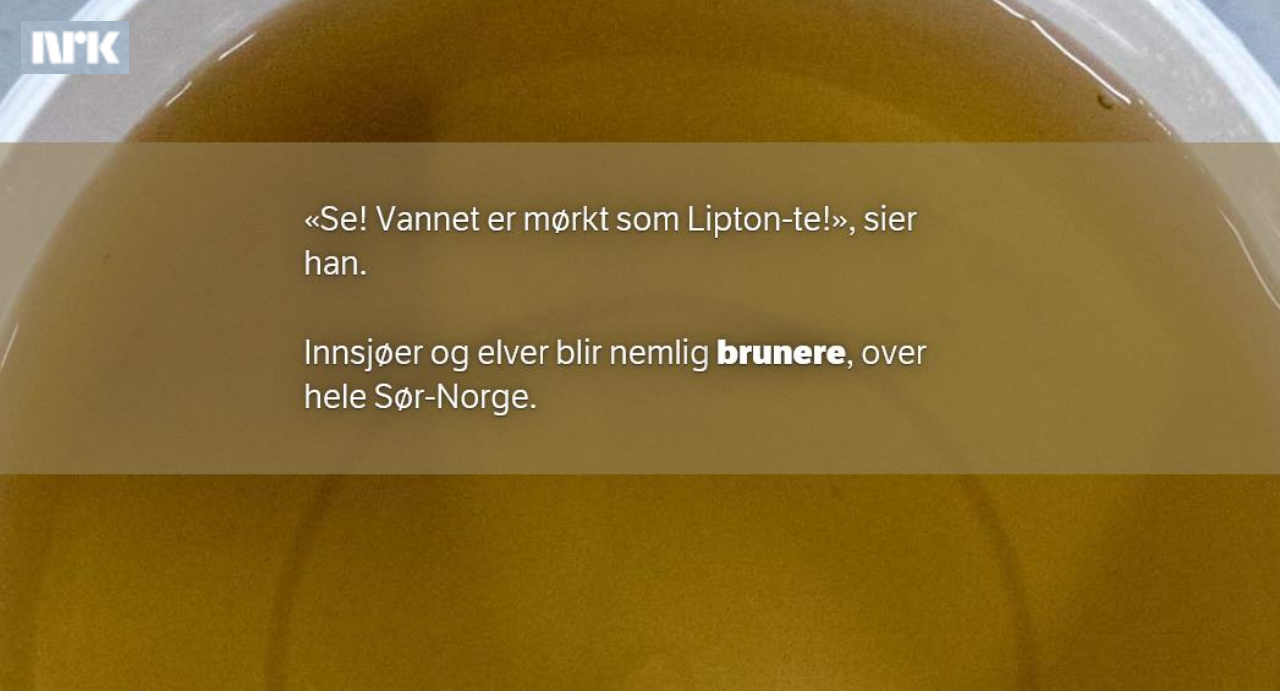 NRK
«Se! Vannet er mørkt som Lipton-te!», sier
han.
Innsjøer og elver blir nemlig brunere, over
hele Sør-Norge.